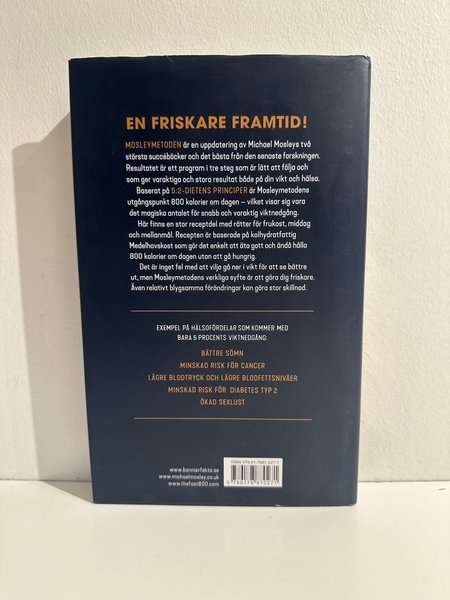 EN FRISKARE FRAMTID!
MOSLEYMETODEN är en uppdatering av Michael Mosleys två
största succéböcker och det bästa från den senaste forskningen.
Resultatet är ett program i tre steg som är lätt att följa och
som ger varaktiga och stora resultat både på din vikt och hälsa.
Baserat på 5:2-DIETENS PRINCIPER är Mosleymetodens
utgångspunkt 800 kalorier om dagen – vilket visar sig vara
det magiska antalet för snabb och varaktig viktnedgång.
Här finns en stor receptdel med rätter för frukost, middag
och mellanmål. Recepten är baserade på kolhydratfattig
Medelhavskost som gör det enkelt att äta gott och ändå hålla
800 kalorier om dagen utan att gå hungrig.
Det är inget fel med att vilja gå ner i vikt för att se bättre
ut, men Mosleymetodens verkliga syfte är att göra dig friskare.
Även relativt blygsamma förändringar kan göra stor skillnad.
EXEMPEL PÅ HÄLSOFÖRDELAR SOM KOMMER MED
BARA 5 PROCENTS VIKTNEDGÅNG:
BÄTTRE SÖMN
MINSKAD RISK FÖR CANCER
LÄGRE BLODTRYCK OCH LÄGRE BLODFETTSNIVÅER
MINSKAD RISK FÖR DIABETES TYP 2
ÖKAD SEXLUST
www.bonnierfakta.se
www.michaelmosley.co.uk
www.thefast800.com
ISBN 978-91-7887-027-1
9 789178 870271